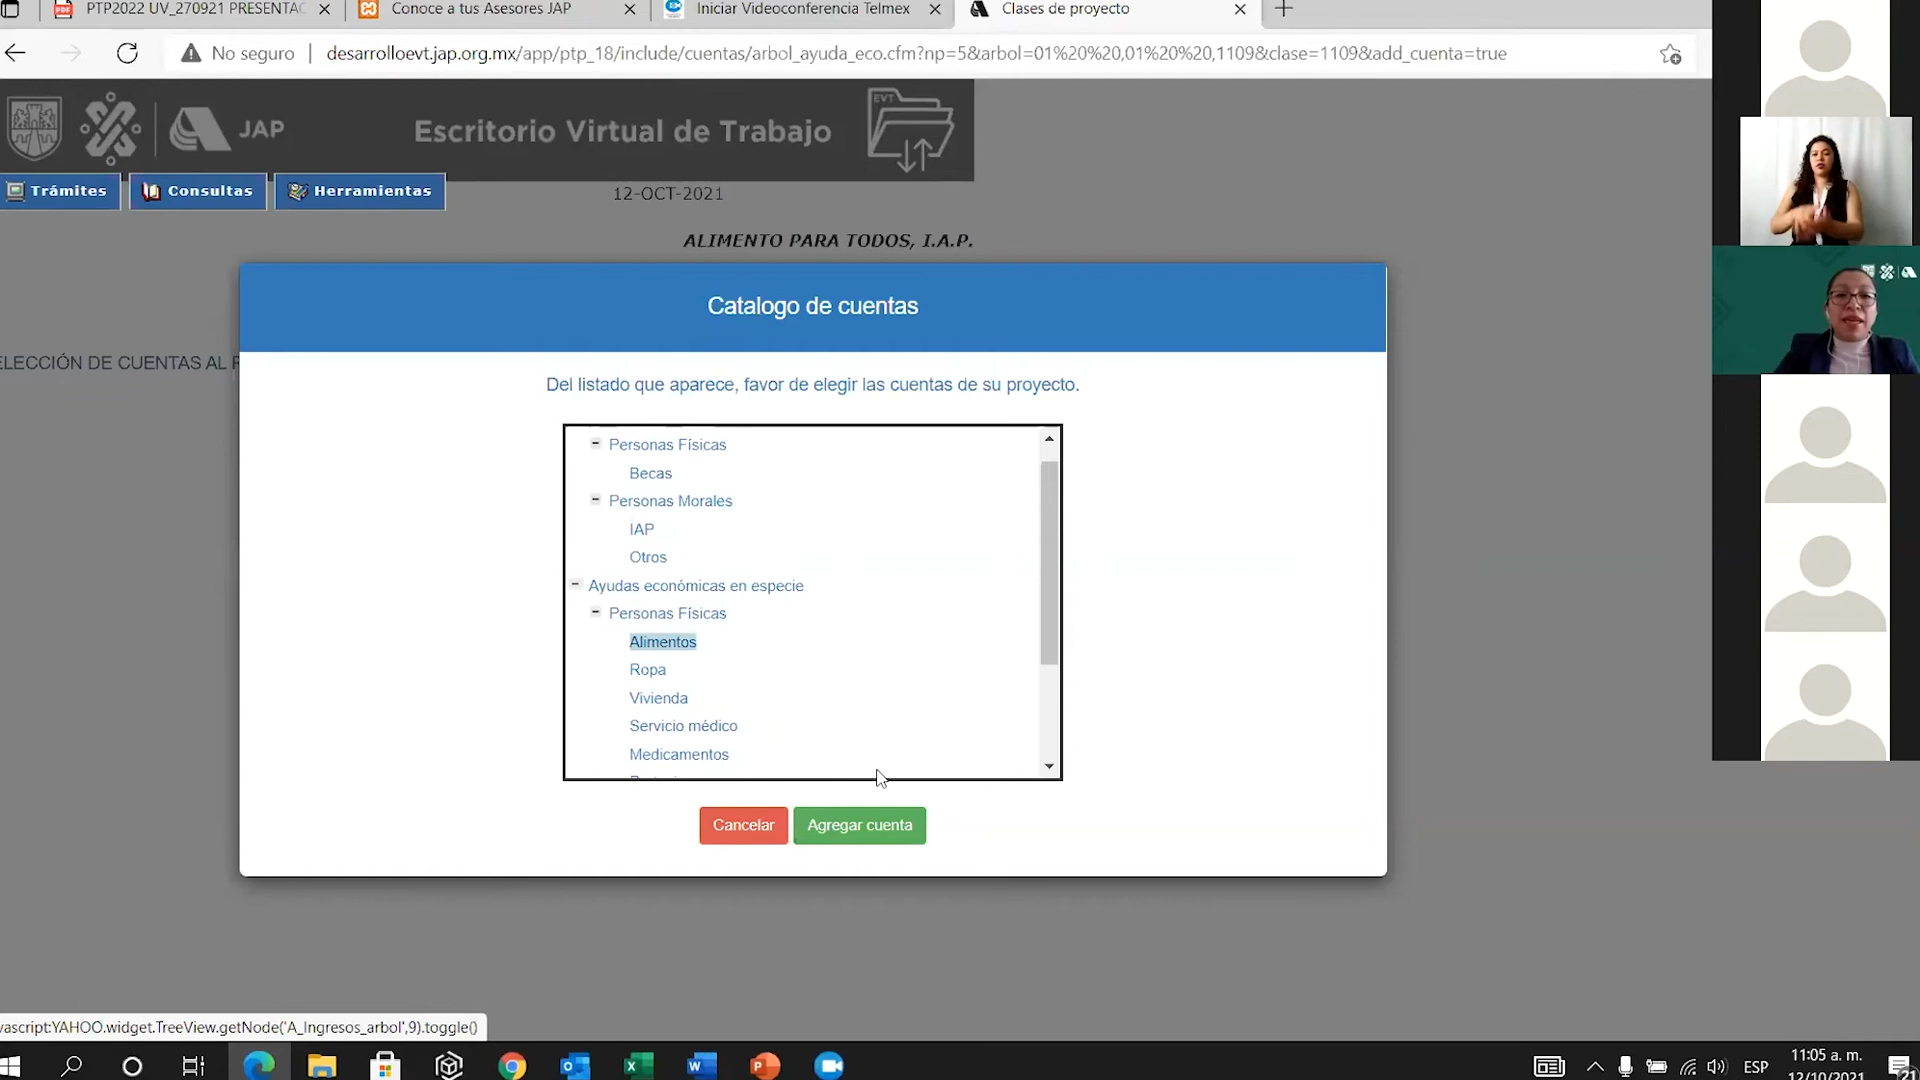 PTP2022 UV_270921 PRESENTAC
Conoce a tus Asesores JAP
Iniciar Videoconferencia Telmex
Clases de proyecto
No seguro
desarrolloevt.jap.org.mx/app/ptp_18/include/cuentas/arbol_ayuda_eco.cfm?np=5&arbol=01%20%20,01%20%20,1109&clase=1109&add_cuenta=true
JAP
Escritorio Virtual de Trabajo
EVT
Trámites
Consultas
Herramientas
12-OCT-2021
ALIMENTO PARA TODOS, I.A.P.
ELECCIÓN DE CUENTAS AL
Catalogo de cuentas
Del listado que aparece, favor de elegir las cuentas de su proyecto.
Personas Físicas
Becas
Personas Morales
IAP
Otros
Ayudas económicas en especie
Personas Físicas
Alimentos
Ropa
Vivienda
Servicio médico
Medicamentos
Cancelar
Agregar cuenta
vascript:YAHOO.widget.TreeView.getNode('A_Ingresos_arbol',9).toggle()
ESP
11:05 a. m.
12/10/2021
21